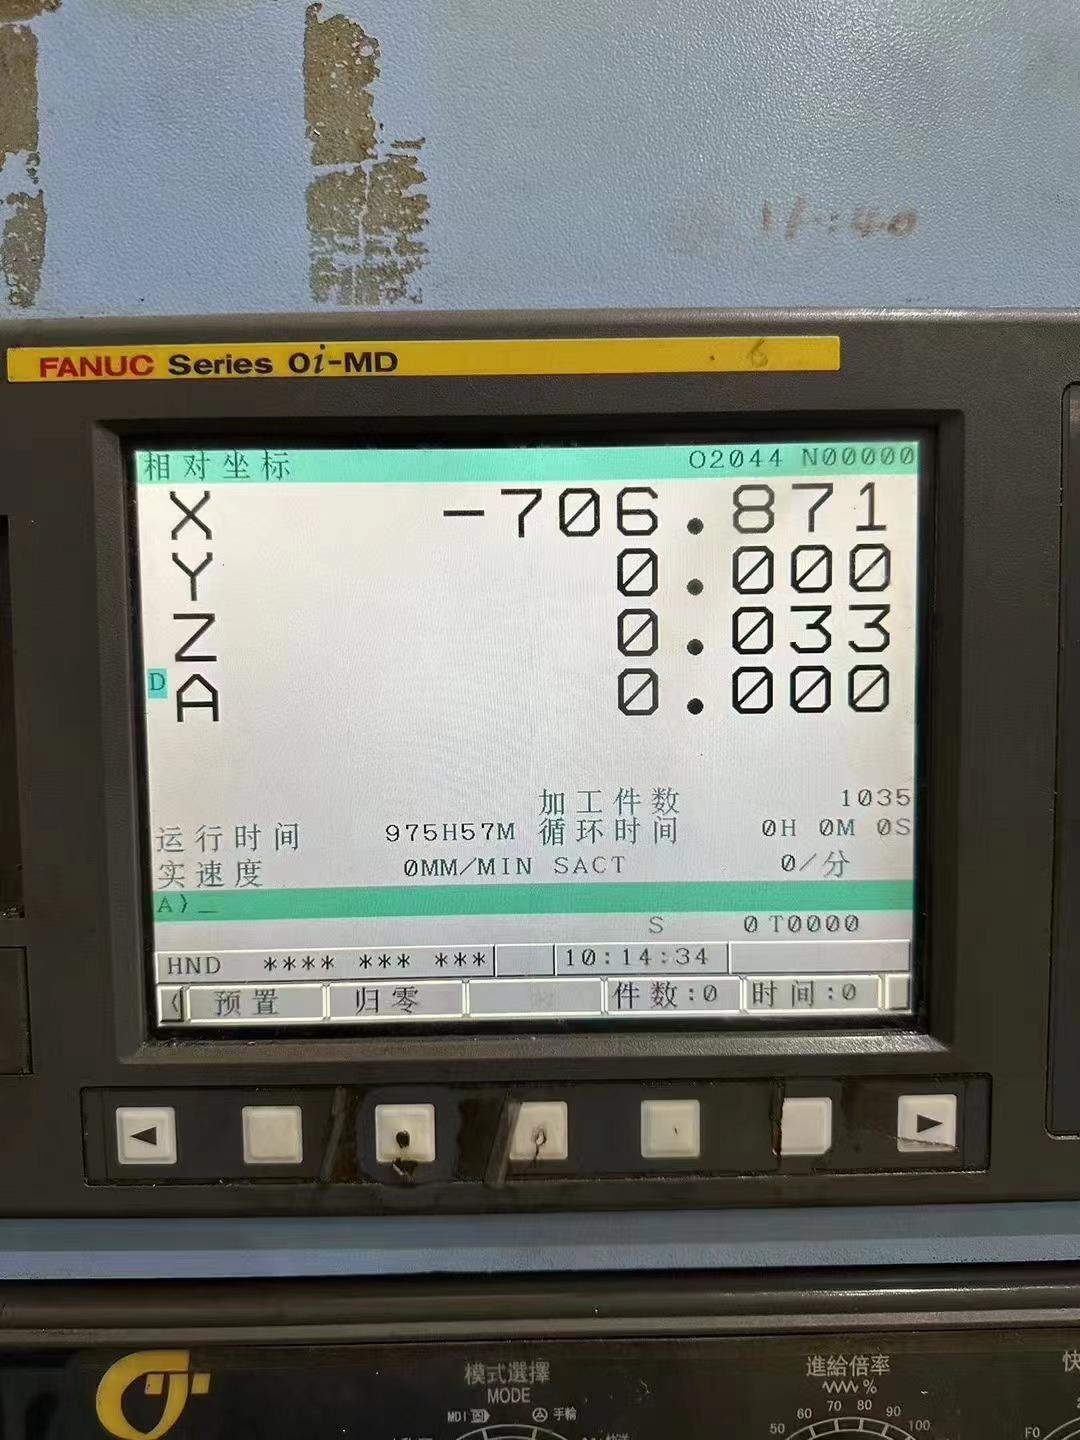 11:40
FANUC Series 0i-MD
6
相对坐标 O2044 N00000
X -706.871
Y 0.000
Z 0.033
D A 0.000
加工件数 1035
运行时间 975H57M 循环时间 0H 0M 0S
实速度 0MM/MIN SACT 0/分
A)_
S 0 T0000
HND **** *** *** 10:14:34
( 预置 归零 件数:0 时间:0
模式選擇 進給倍率 快
MODE %
MDI 手輪 50 60 70 80 90 100 F0